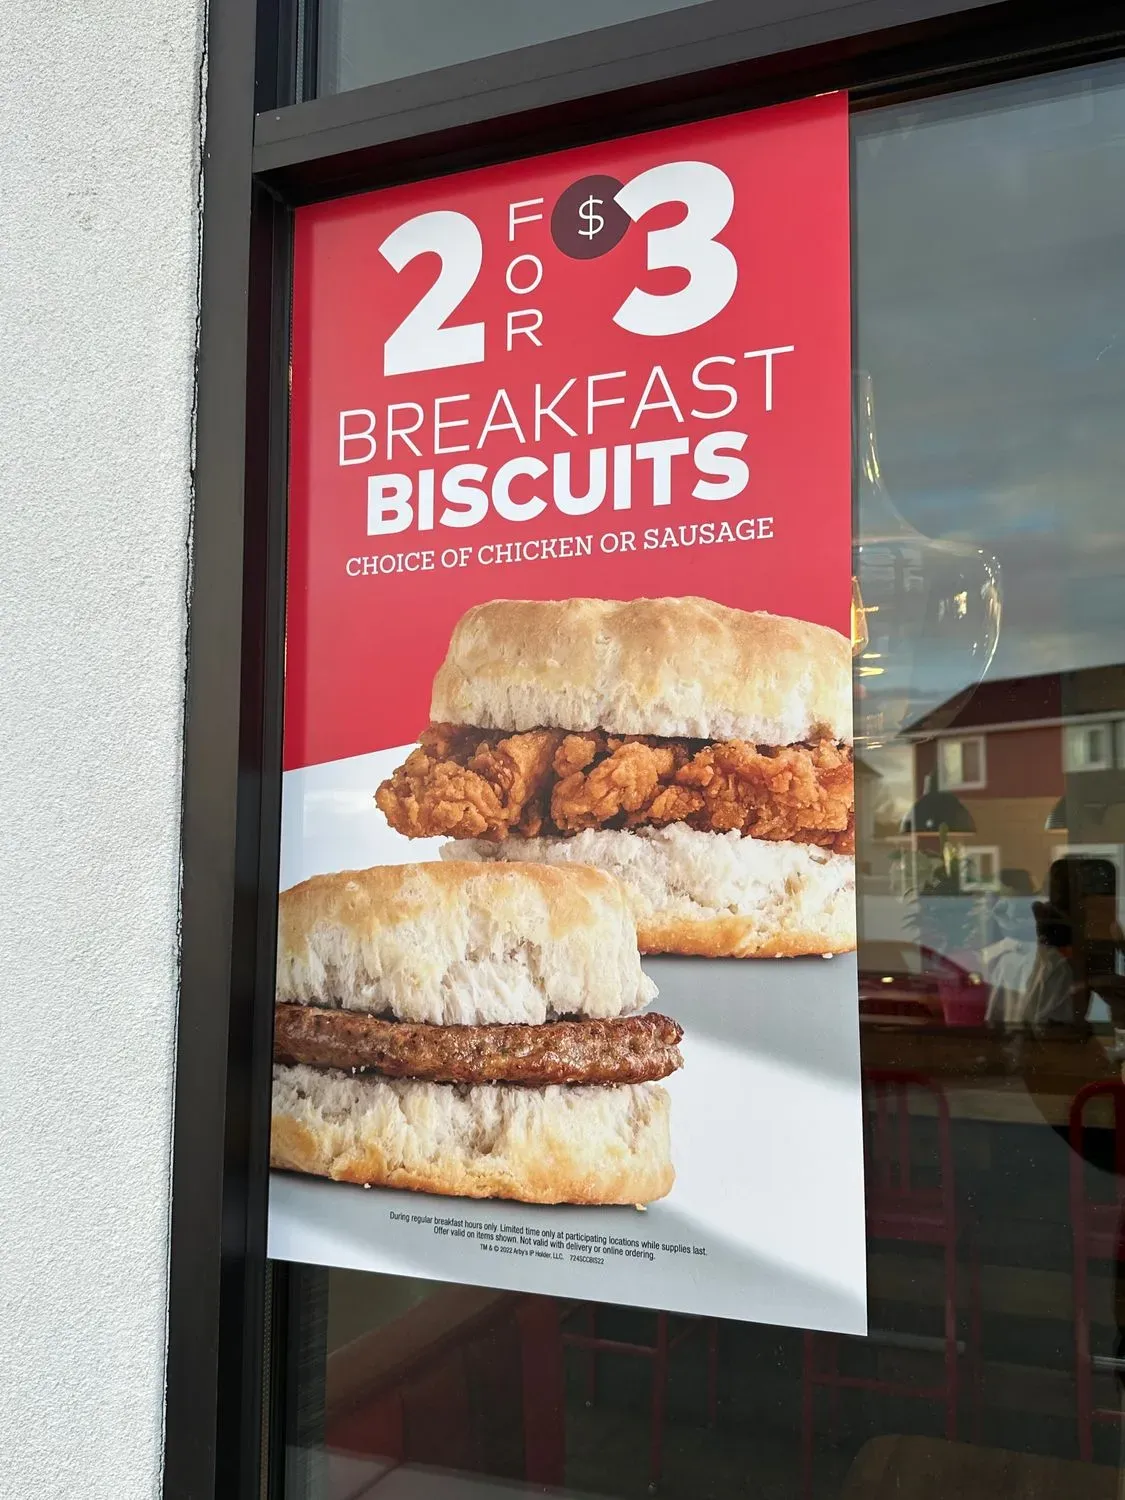 2 FOR $3
BREAKFAST
BISCUITS
CHOICE OF CHICKEN OR SAUSAGE
During regular breakfast hours only. Limited time only at participating locations while supplies last.
Offer valid on items shown. Not valid with delivery or online ordering.
TM & © 2022 Arby's IP Holder, LLC. 724SCCBIS22